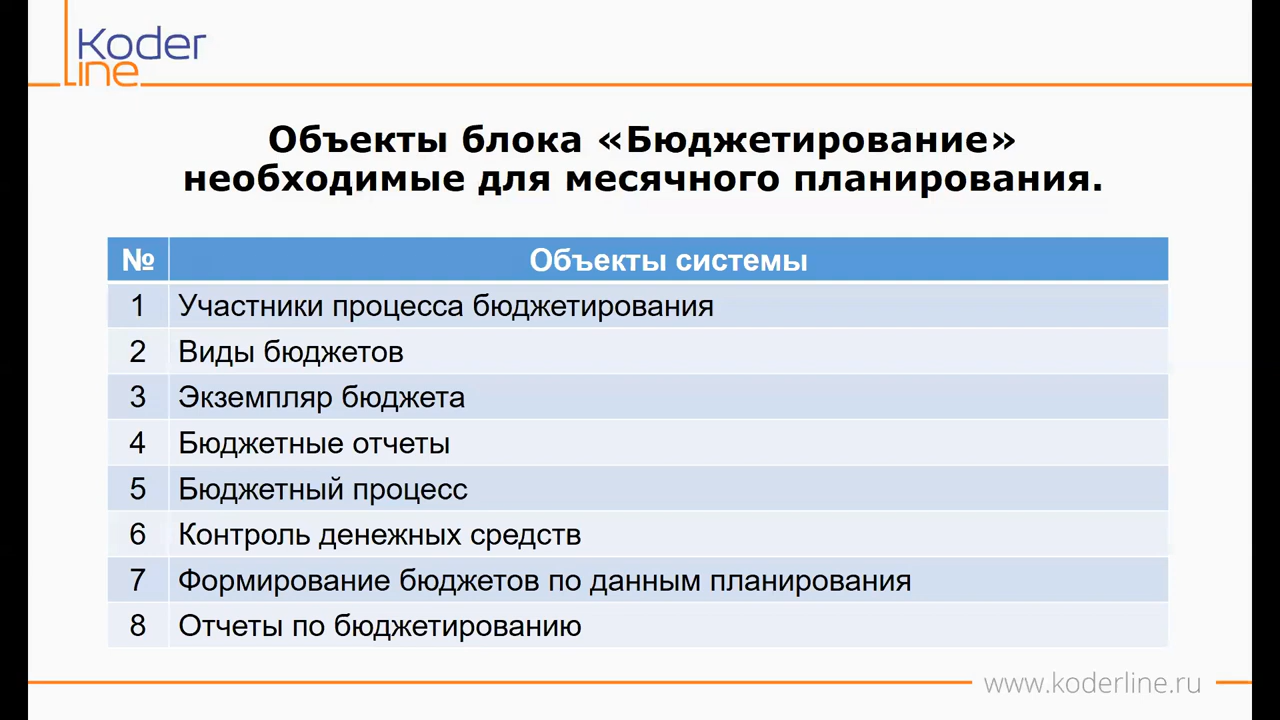 Koder
line
Объекты блока «Бюджетирование»
необходимые для месячного планирования.
№ Объекты системы
1 Участники процесса бюджетирования
2 Виды бюджетов
3 Экземпляр бюджета
4 Бюджетные отчеты
5 Бюджетный процесс
6 Контроль денежных средств
7 Формирование бюджетов по данным планирования
8 Отчеты по бюджетированию
www.koderline.ru